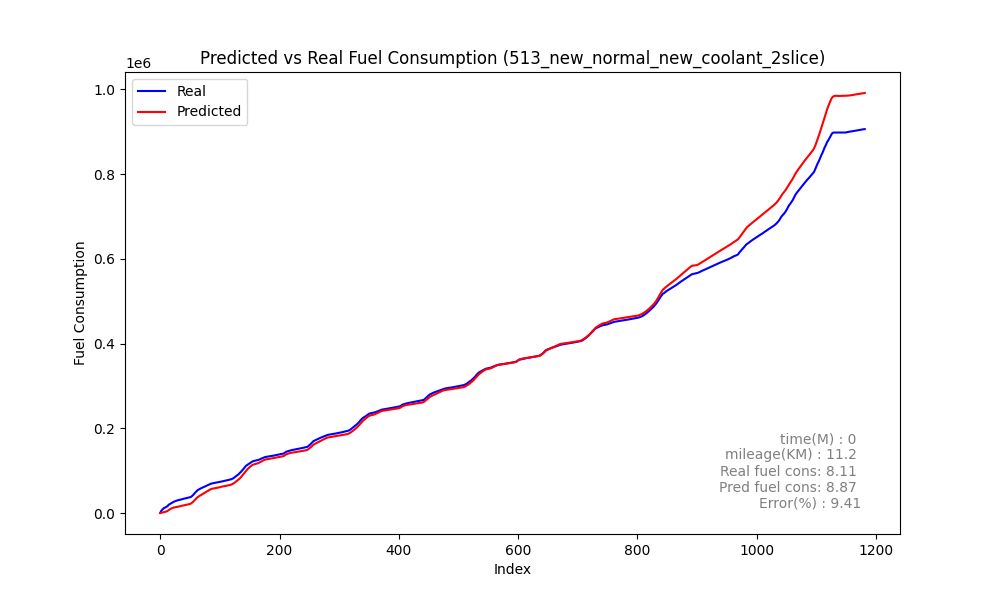 Predicted vs Real Fuel Consumption (513_new_normal_new_coolant_2slice)
1e6
Real
Predicted
1.0
0.8
0.6
0.4
0.2
0.0
Fuel Consumption
time(M) : 0
mileage(KM) : 11.2
Real fuel cons: 8.11
Pred fuel cons: 8.87
Error(%) : 9.41
0 200 400 600 800 1000 1200
Index